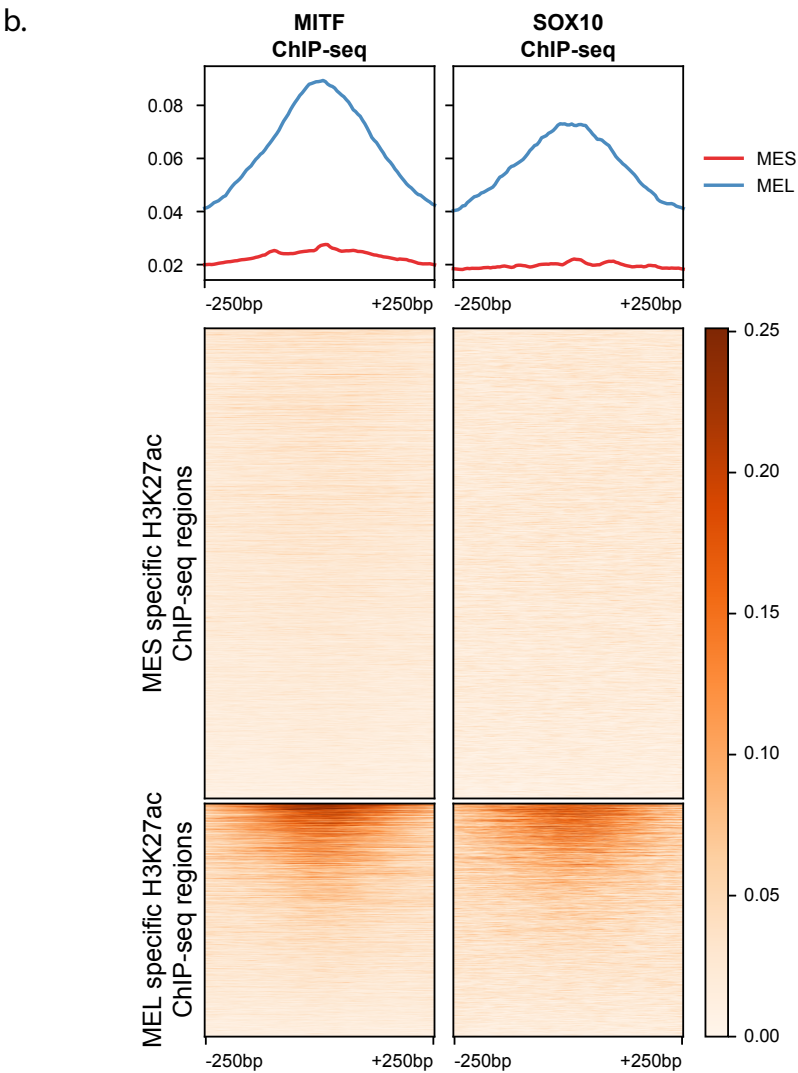 b.
MITF
ChIP-seq
SOX10
ChIP-seq
0.08
0.06
0.04
0.02
MES
MEL
-250bp
+250bp
-250bp
+250bp
MES specific H3K27ac
ChIP-seq regions
MEL specific H3K27ac
ChIP-seq regions
0.25
0.20
0.15
0.10
0.05
0.00
-250bp
+250bp
-250bp
+250bp